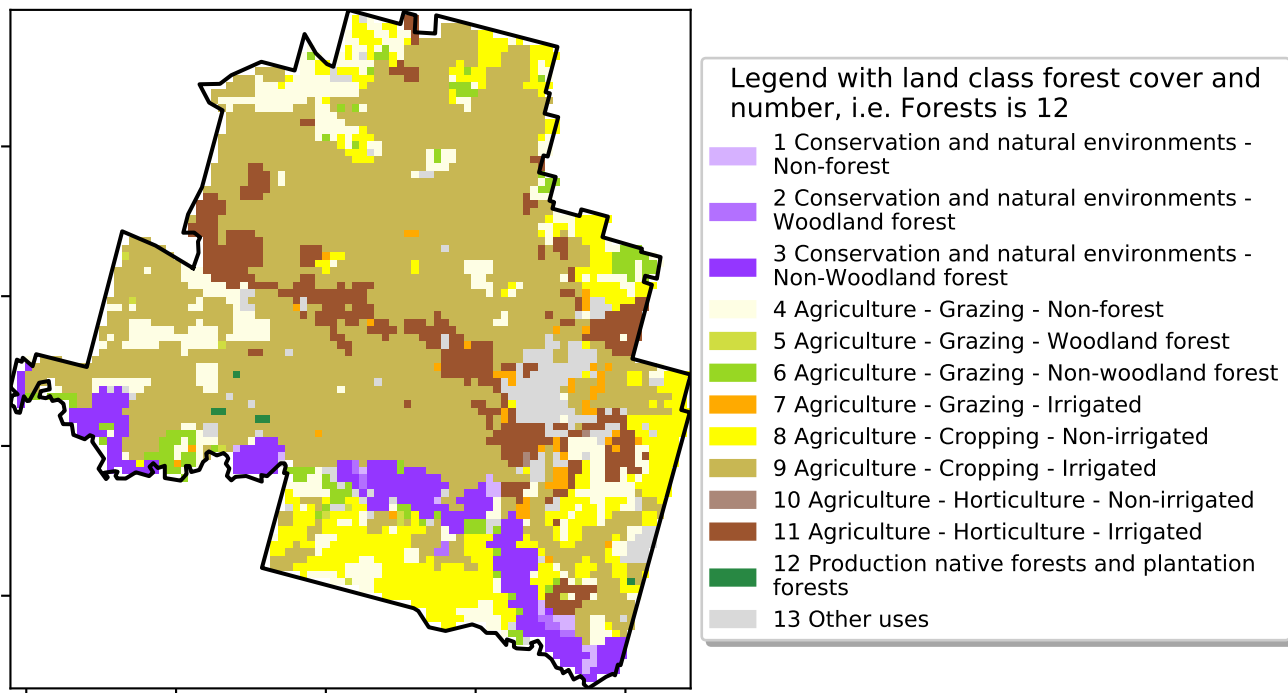 Legend with land class forest cover and
number, i.e. Forests is 12
1 Conservation and natural environments -
Non-forest
2 Conservation and natural environments -
Woodland forest
3 Conservation and natural environments -
Non-Woodland forest
4 Agriculture - Grazing - Non-forest
5 Agriculture - Grazing - Woodland forest
6 Agriculture - Grazing - Non-woodland forest
7 Agriculture - Grazing - Irrigated
8 Agriculture - Cropping - Non-irrigated
9 Agriculture - Cropping - Irrigated
10 Agriculture - Horticulture - Non-irrigated
11 Agriculture - Horticulture - Irrigated
12 Production native forests and plantation
forests
13 Other uses